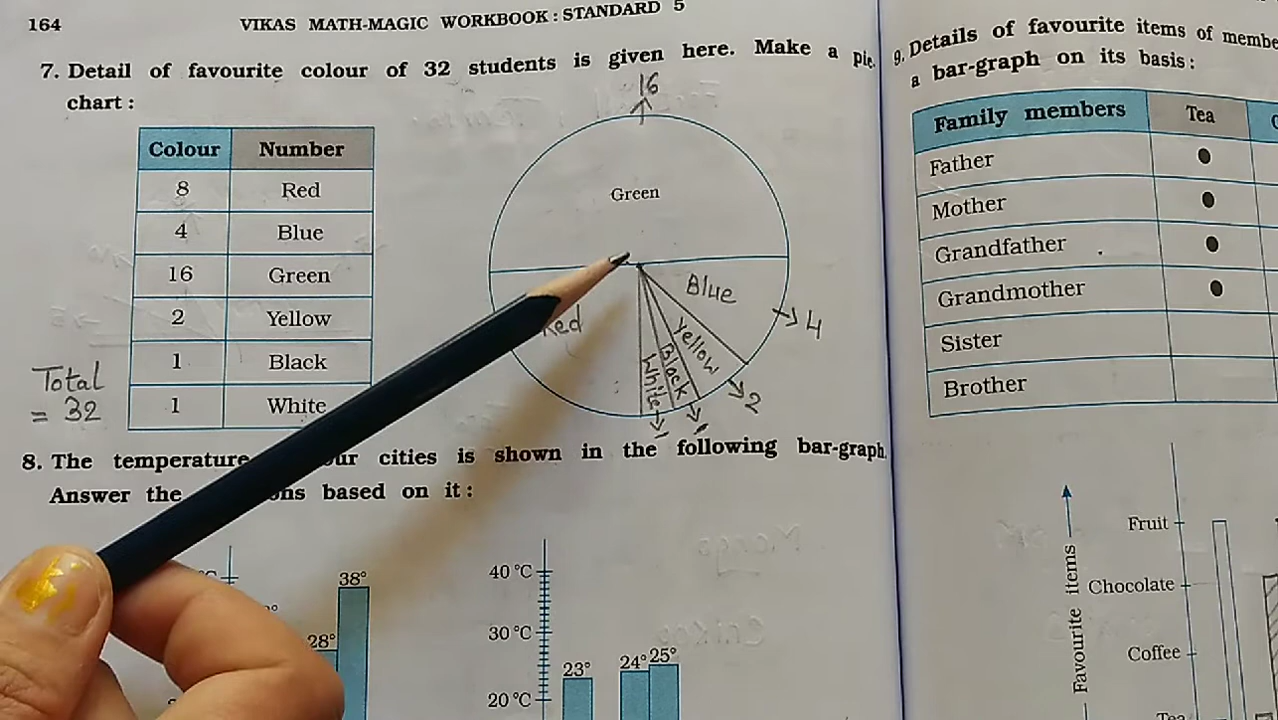 164
VIKAS MATH-MAGIC WORKBOOK : STANDARD 5
7. Detail of favourite colour of 32 students is given here. Make a pie
chart :
Colour Number
8 Red
4 Blue
16 Green
2 Yellow
1 Black
1 White
Total
= 32
16
Green
Red
Blue
4
Yellow
2
Black
1
White
1
8. The temperature cities is shown in the following bar-graph.
Answer the based on it :
38°
28°
40 °C
30 °C
20 °C
23°
24° 25°
9. Details of favourite items of
a bar-graph on its basis :
Family members Tea
Father
Mother
Grandfather
Grandmother
Sister
Brother
Favourite items
Fruit
Chocolate
Coffee
Tea